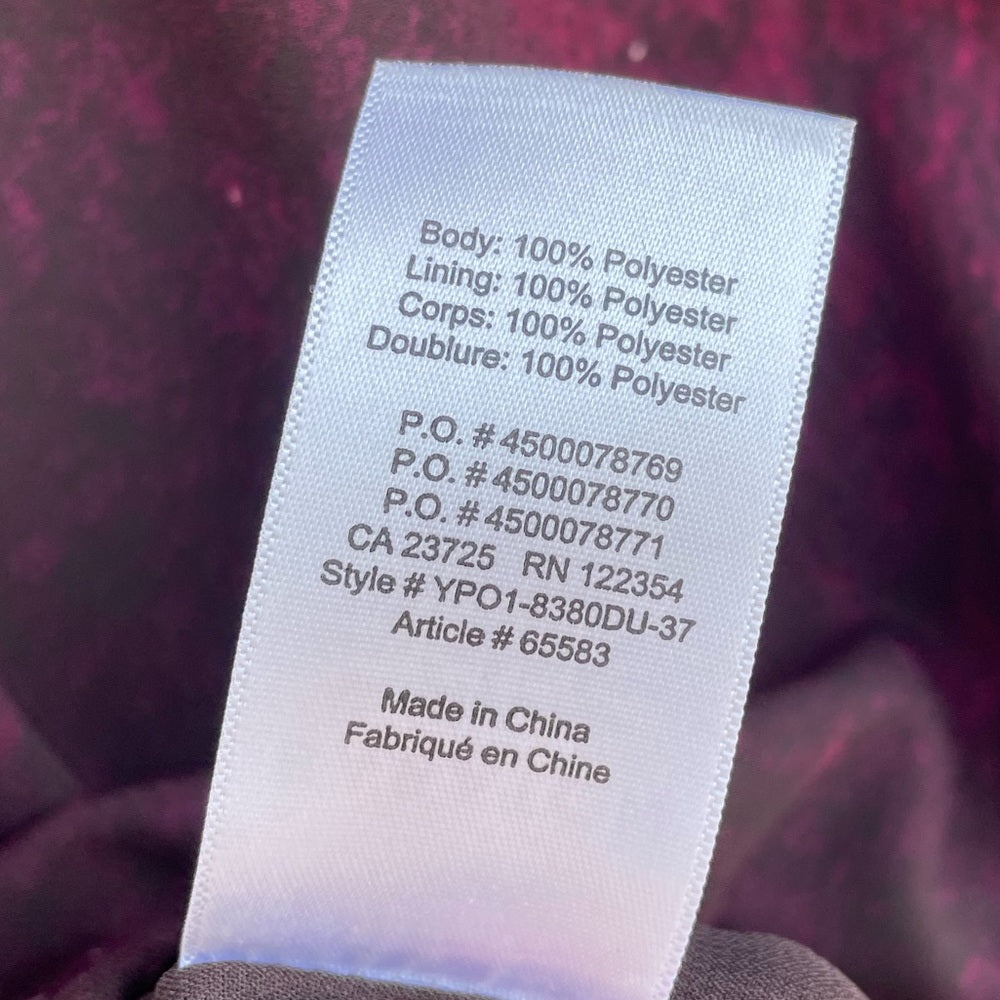 Body: 100% Polyester
Lining: 100% Polyester
Corps: 100% Polyester
Doublure: 100% Polyester
P.O. # 4500078769
P.O. # 4500078770
P.O. # 4500078771
CA 23725 RN 122354
Style # YPO1-8380DU-37
Article # 65583
Made in China
Fabriqué en Chine